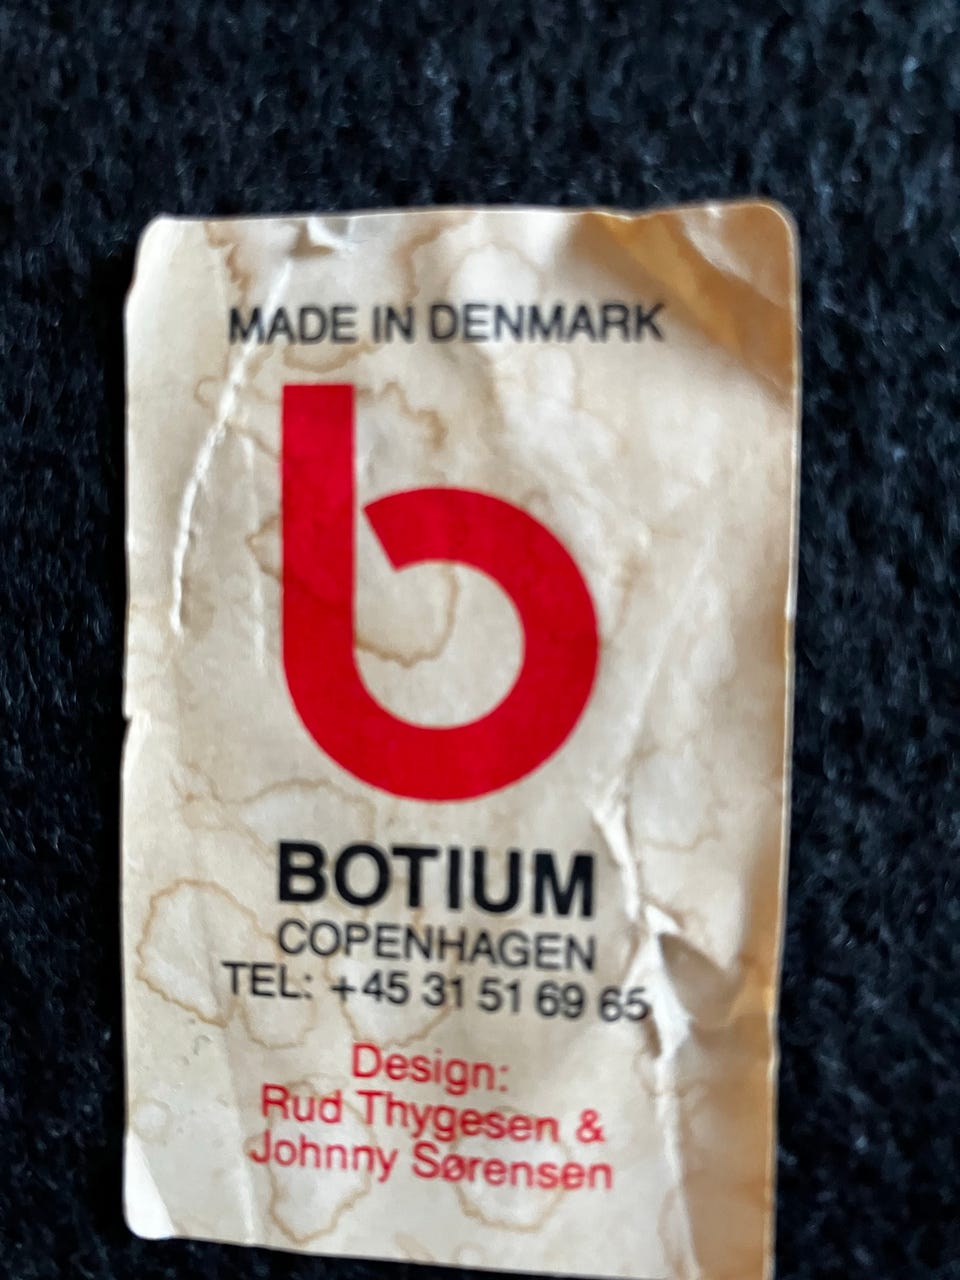 MADE IN DENMARK
b
BOTIUM
COPENHAGEN
TEL: +45 31 51 69 65
Design:
Rud Thygesen &
Johnny Sørensen